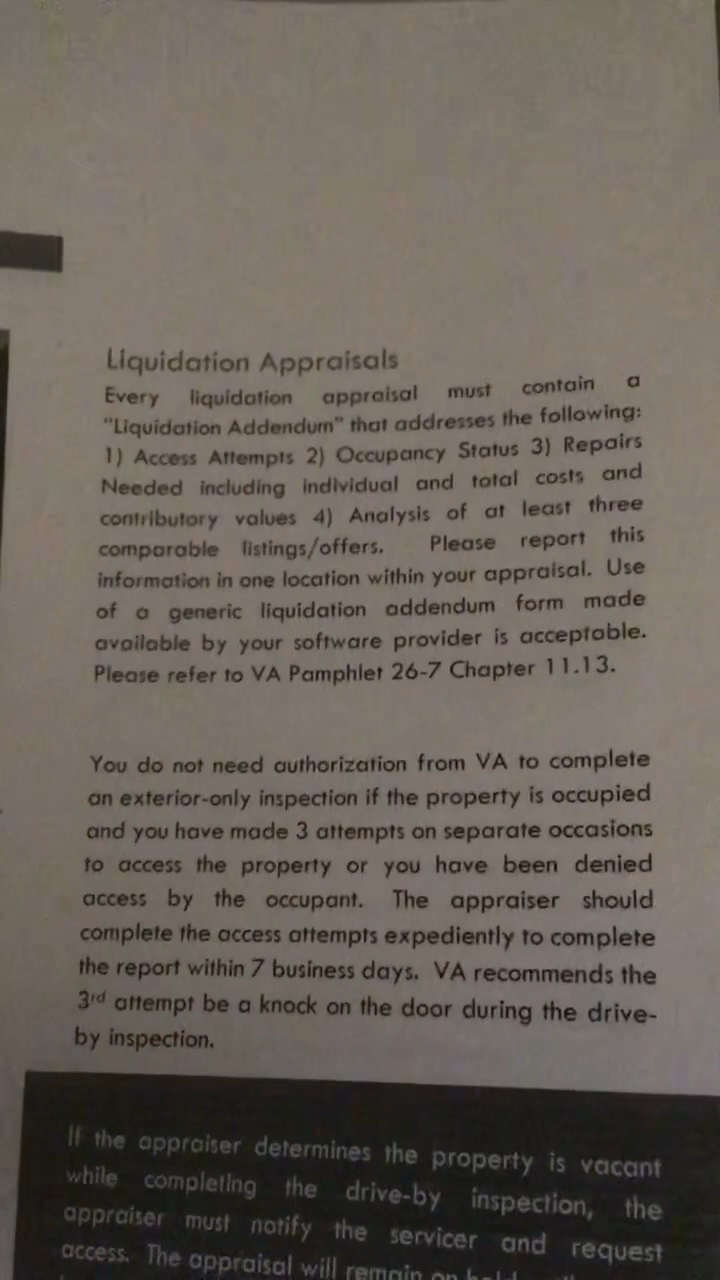 Liquidation Appraisals
Every liquidation appraisal must contain a
"Liquidation Addendum" that addresses the following:
1) Access Attempts 2) Occupancy Status 3) Repairs
Needed including individual and total costs and
contributory values 4) Analysis of at least three
comparable listings/offers. Please report this
information in one location within your appraisal. Use
of a generic liquidation addendum form made
available by your software provider is acceptable.
Please refer to VA Pamphlet 26-7 Chapter 11.13.
You do not need authorization from VA to complete
an exterior-only inspection if the property is occupied
and you have made 3 attempts on separate occasions
to access the property or you have been denied
access by the occupant. The appraiser should
complete the access attempts expediently to complete
the report within 7 business days. VA recommends the
3rd attempt be a knock on the door during the drive-
by inspection.
If the appraiser determines the property is vacant
while completing the drive-by inspection, the
appraiser must notify the servicer and request
access. The appraisal will remain on